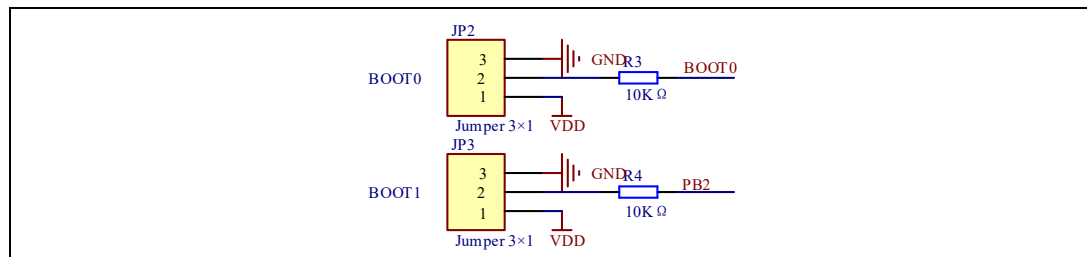 JP2
3
GND
R3
BOOT0
BOOT0
2
1
10K Ω
Jumper 3×1
VDD
JP3
3
GND
R4
PB2
BOOT1
2
1
10K Ω
Jumper 3×1
VDD